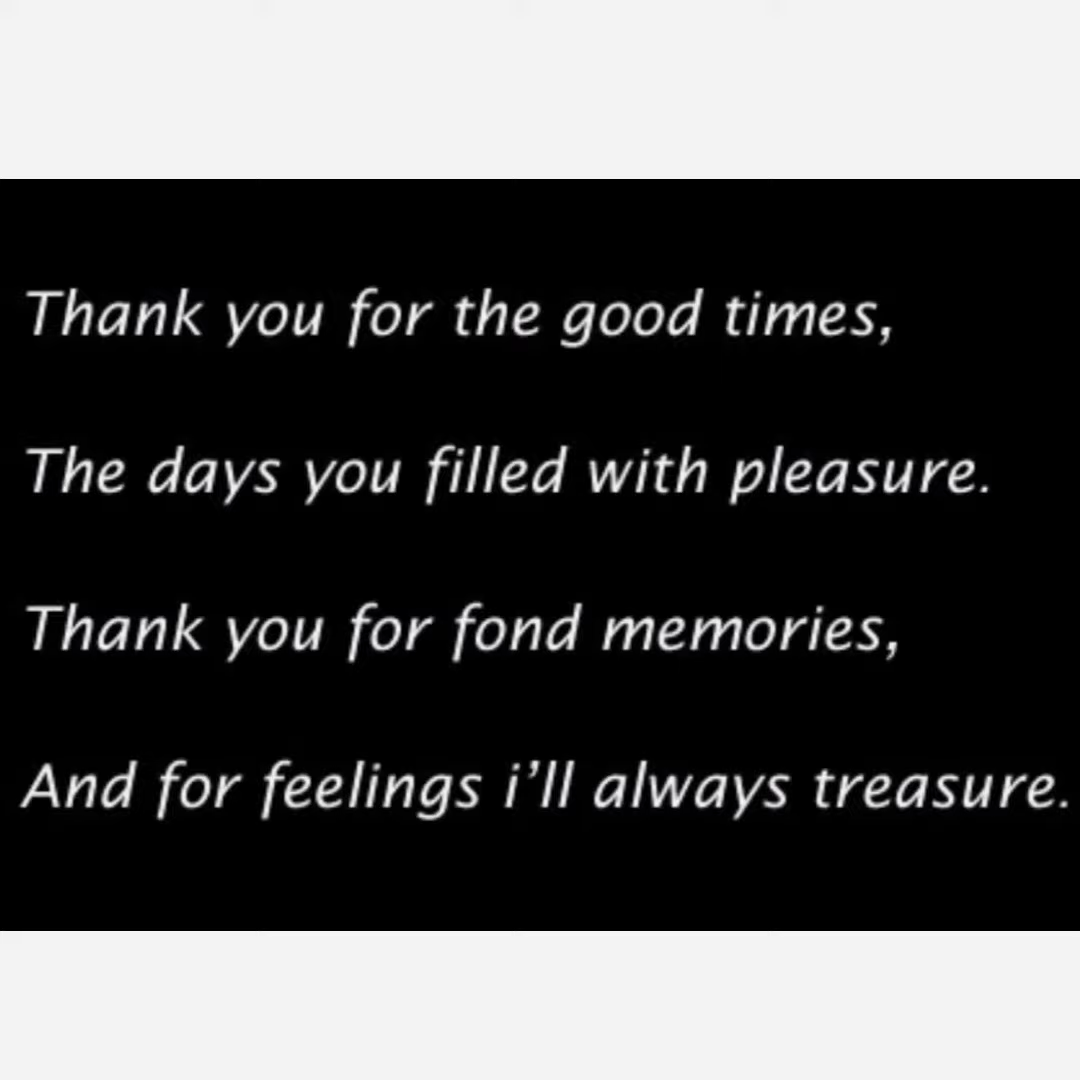 Thank you for the good times,
The days you filled with pleasure.
Thank you for fond memories,
And for feelings i’ll always treasure.